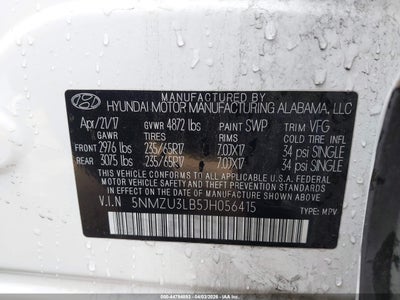 MANUFACTURED BY
HYUNDAI MOTOR MANUFACTURING ALABAMA, LLC
Apr/21/17 GVWR 4872 lbs PAINT SWP TRIM VFG
GAWR TIRES RIMS COLD TIRE INFL
FRONT 2976 lbs 235/65R17 7.0JX17 34 psi SINGLE
REAR 3075 lbs 235/65R17 7.0JX17 34 psi SINGLE
THIS VEHICLE CONFORMS TO ALL APPLICABLE FEDERAL
MOTOR VEHICLE SAFETY AND THEFT PREVENTION STANDARDS IN
EFFECT ON THE DATE OF MANUFACTURE SHOWN ABOVE.
V.I.N 5NMZU3LB5JH056415 TYPE: MPV